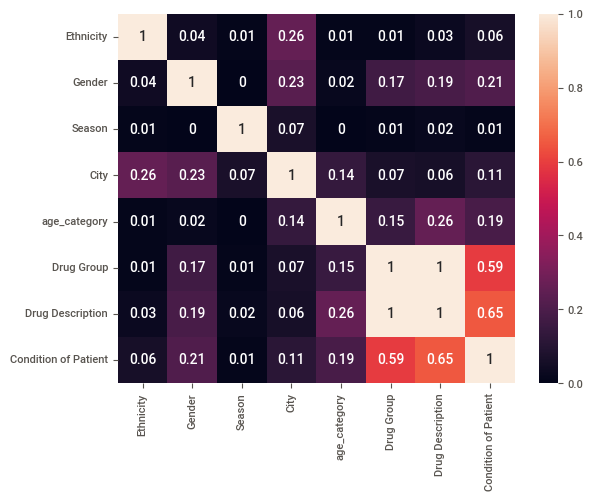 Ethnicity 1 0.04 0.01 0.26 0.01 0.01 0.03 0.06
Gender 0.04 1 0 0.23 0.02 0.17 0.19 0.21
Season 0.01 0 1 0.07 0 0.01 0.02 0.01
City 0.26 0.23 0.07 1 0.14 0.07 0.06 0.11
age_category 0.01 0.02 0 0.14 1 0.15 0.26 0.19
Drug Group 0.01 0.17 0.01 0.07 0.15 1 1 0.59
Drug Description 0.03 0.19 0.02 0.06 0.26 1 1 0.65
Condition of Patient 0.06 0.21 0.01 0.11 0.19 0.59 0.65 1
Ethnicity
Gender
Season
City
age_category
Drug Group
Drug Description
Condition of Patient
1.0
0.8
0.6
0.4
0.2
0.0